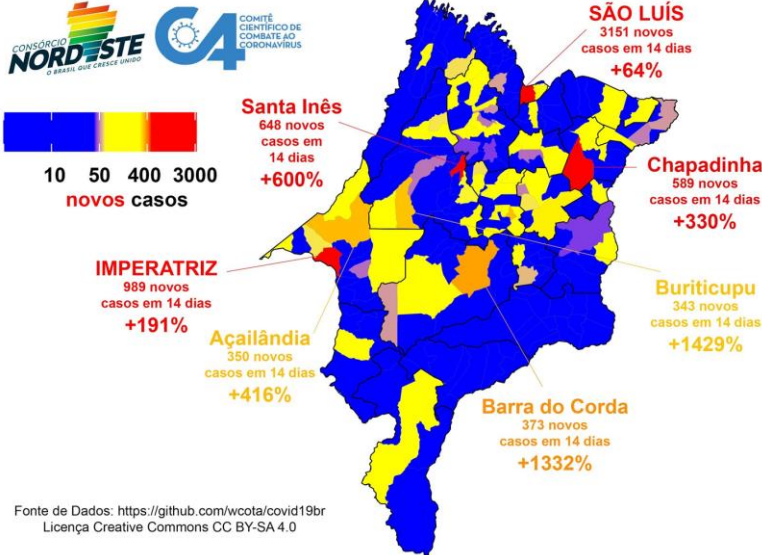 CONSÓRCIO
NORDESTE
O BRASIL QUE CRESCE UNIDO
C4
COMITÊ
CIENTÍFICO DE
COMBATE AO
CORONAVÍRUS
10 50 400 3000
novos casos
SÃO LUÍS
3151 novos
casos em 14 dias
+64%
Santa Inês
648 novos
casos em
14 dias
+600%
Chapadinha
589 novos
casos em 14 dias
+330%
IMPERATRIZ
989 novos
casos em 14 dias
+191%
Buriticupu
343 novos
casos em 14 dias
+1429%
Açailândia
350 novos
casos em 14 dias
+416%
Barra do Corda
373 novos
casos em 14 dias
+1332%
Fonte de Dados: https://github.com/wcota/covid19br
Licença Creative Commons CC BY-SA 4.0